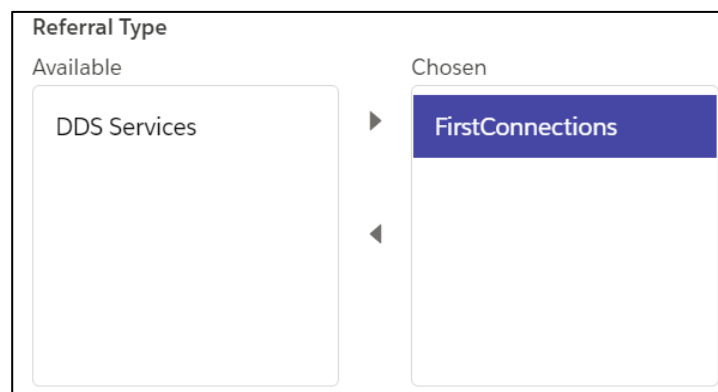 Referral Type
Available
Chosen
DDS Services
FirstConnections